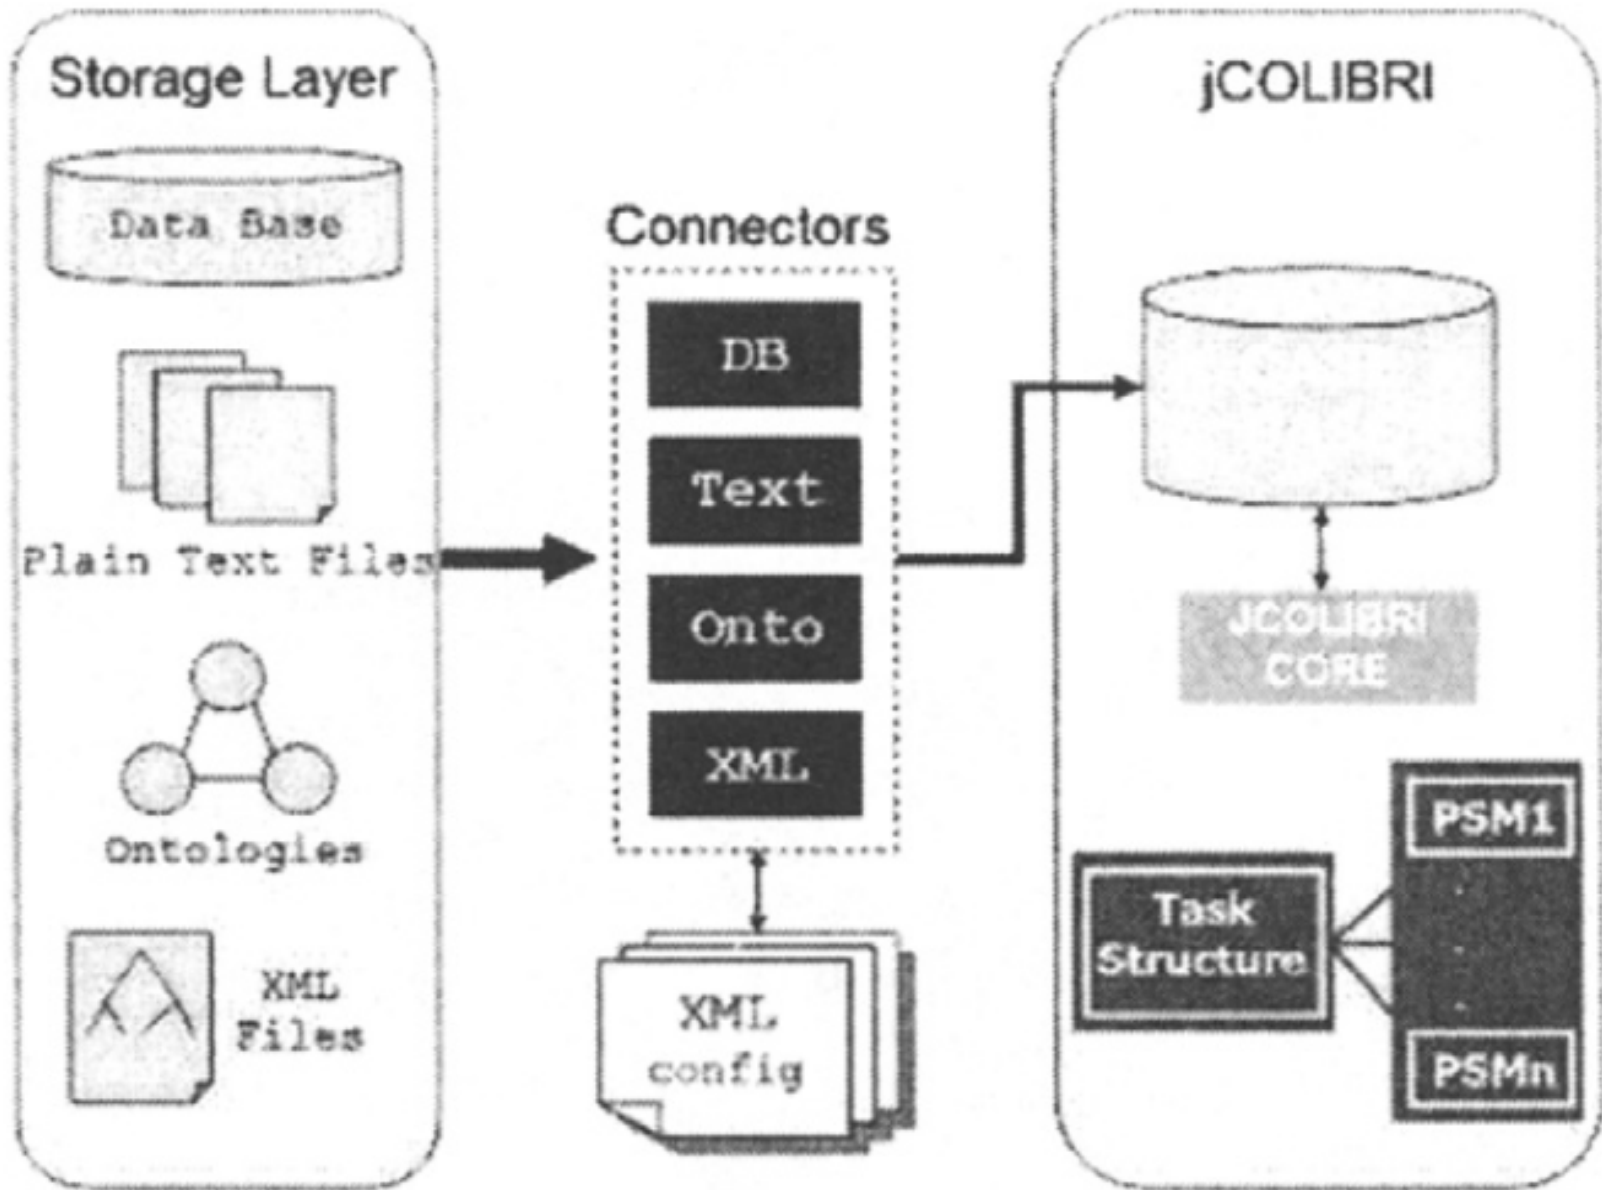 Storage Layer
Data Base
Plain Text Files
Ontologies
XML
Files
Connectors
DB
Text
Onto
XML
XML
config
jCOLIBRI
JCOLIBRI
CORE
Task
Structure
PSM1
PSMn